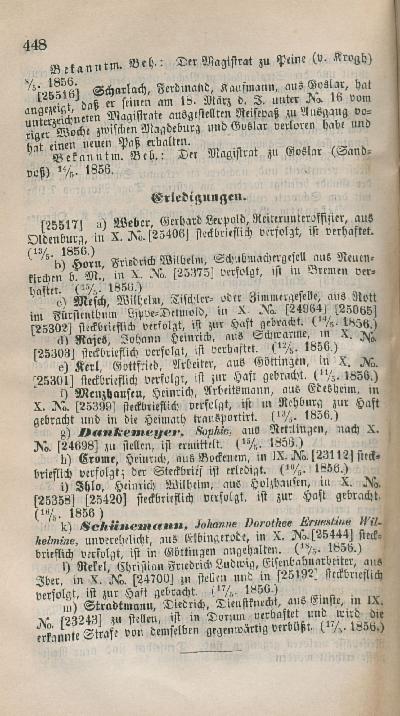 448
Bekanntm. Beh.: Der Magistrat zu Peine (v. Krogh)
⁸/₅. 1856.
[25516] Scharlach, Ferdinand, Kaufmann, aus Goslar, hat
angezeigt, daß er seinen am 18. März d. J. unter No. 16 vom
unterzeichneten Magistrate ausgestellten Reisepaß zu Ausgang vo-
riger Woche zwischen Magdeburg und Goslar verloren habe und
hat einen neuen Paß erhalten.
Bekanntm. Beh.: Der Magistrat zu Goslar (Sand-
voß) 1856.
Erledigungen.
[25517] a) Weber, Gerhard Leopold, Reiterunteroffizier, aus
Oldenburg, in X. No. [25406] steckbrieflich verfolgt, ist verhaftet.
(¹³/₅. 1856.)
b) Horn, Friedrich Wilhelm, Schuhmachergesell aus Neuen-
kirchen b. M., in X. No. [25375] verfolgt, ist in Bremen ver-
haftet. (¹⁵/₅. 1856.)
c) Mesch, Wilhelm, Tischler- oder Zimmergeselle, aus Rott
im Fürstenthum Lippe-Detmold, in X. No. [24964] [25065]
[25302] steckbrieflich verfolgt, ist zur Haft gebracht. (¹⁰/₅. 1856.)
d) Rajes, Johann Heinrich, aus Schwarme, in X. No.
[25303] steckbrieflich verfolgt, ist verhaftet. (¹²/₅. 1856.)
e) Kerl, Gottfried, Arbeiter, aus Göttingen, in X. No.
[25301] steckbrieflich verfolgt, ist zur Haft gebracht. (¹¹/₅. 1856.)
f) Menzhausen, Heinrich, Arbeitsmann, aus Edesheim, in
X. No. [25399] steckbrieflich verfolgt, ist in Rehburg zur Haft
gebracht und in die Heimath transportirt. (¹³/₅. 1856.)
g) Dankemeyer, Sophie, aus Netzlingen, nach X.
No. [24698] zu stellen, ist ermittelt. (¹⁵/₅. 1856.)
h) Crome, Heinrich, aus Bockenem, in IX. No. [23112] steck-
brieflich verfolgt; der Steckbrief ist erledigt. (¹⁶/₅. 1856.)
i) Ihlo, Heinrich Wilhelm, aus Holzhausen, in X. No.
[25358] [25420] steckbrieflich verfolgt, ist zur Haft gebracht.
(¹⁶/₅. 1856)
k) Schünemann, Johanne Dorothee Ernestine Wil-
helmine, unverehelicht, aus Elbingerode, in X. No. [25444] steck-
brieflich verfolgt, ist in Göttingen angehalten. (¹⁸/₅. 1856.)
l) Rekel, Christian Friedrich Ludwig, Eisenbahnarbeiter, aus
Iber, in X. No. [24700] zu stellen und in [25192] steckbrieflich
verfolgt, ist zur Haft gebracht. (¹⁷/₅. 1856.)
m) Stradtmann, Diedrich, Dienstknecht, aus Einste, in IX.
No. [23243] zu stellen, ist in Dorum verhaftet und wird die
erkannte Strafe von demselben gegenwärtig verbüßt. (¹⁷/₅. 1856.)